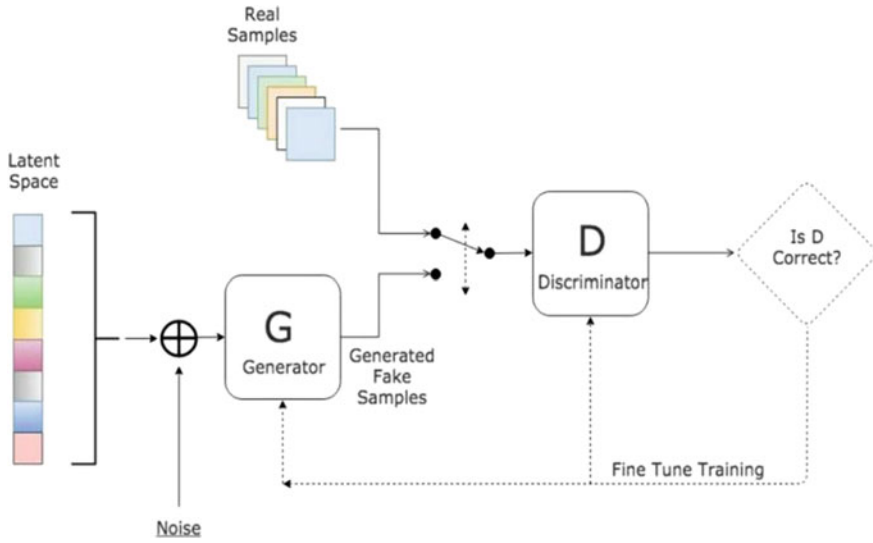 Real
Samples
Latent
Space
D
Discriminator
Is D
Correct?
G
Generator
Generated
Fake
Samples
Fine Tune Training
Noise